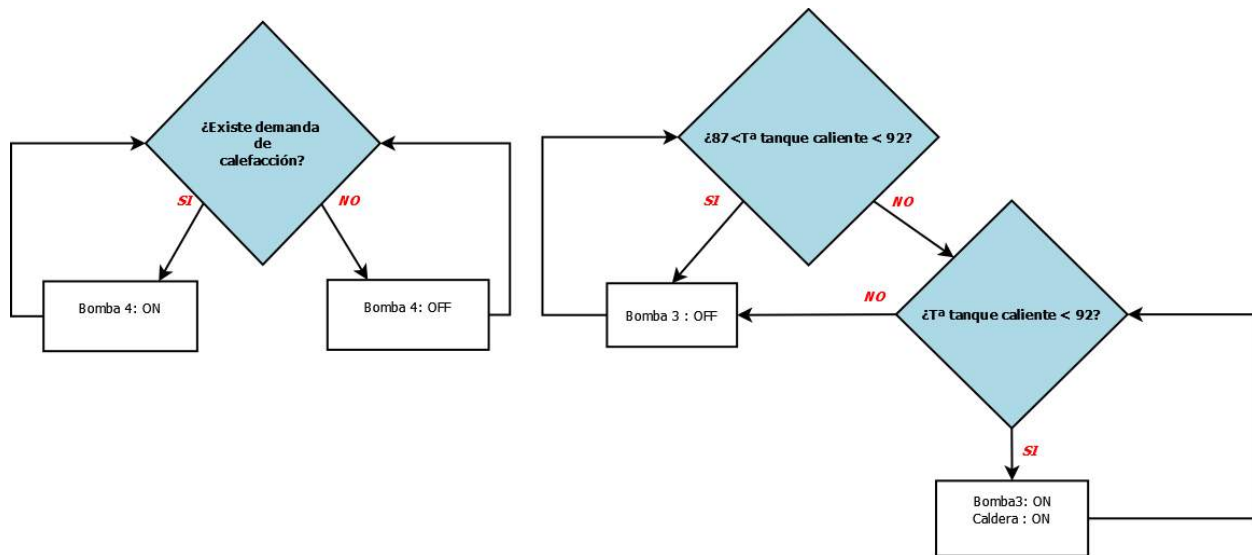 ¿Existe demanda
de
calefacción?
SI
NO
Bomba 4: ON
Bomba 4: OFF
¿87<Tª tanque caliente < 92?
SI
NO
Bomba 3 : OFF
NO
¿Tª tanque caliente < 92?
SI
Bomba3: ON
Caldera : ON